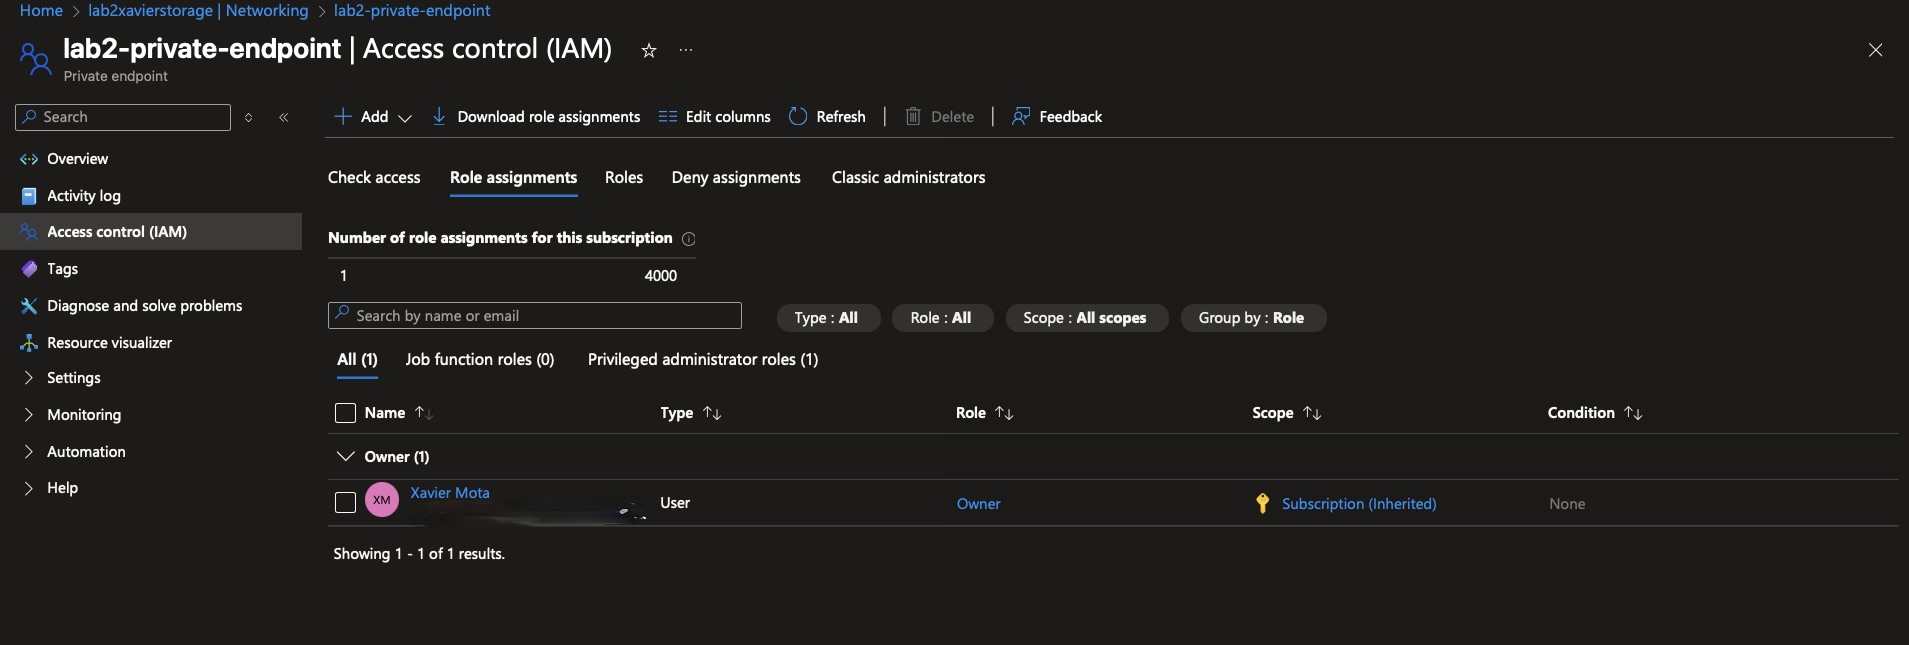 Home > lab2xavierstorage | Networking > lab2-private-endpoint
lab2-private-endpoint | Access control (IAM) ☆ ···
Private endpoint
Search
Add
Download role assignments
Edit columns
Refresh
Delete
Feedback
Overview
Activity log
Access control (IAM)
Tags
Diagnose and solve problems
Resource visualizer
Settings
Monitoring
Automation
Help
Check access Role assignments Roles Deny assignments Classic administrators
Number of role assignments for this subscription
1 4000
Search by name or email
Type : All Role : All Scope : All scopes Group by : Role
All (1) Job function roles (0) Privileged administrator roles (1)
Name Type Role Scope Condition
Owner (1)
XM Xavier Mota User Owner Subscription (Inherited) None
Showing 1 - 1 of 1 results.